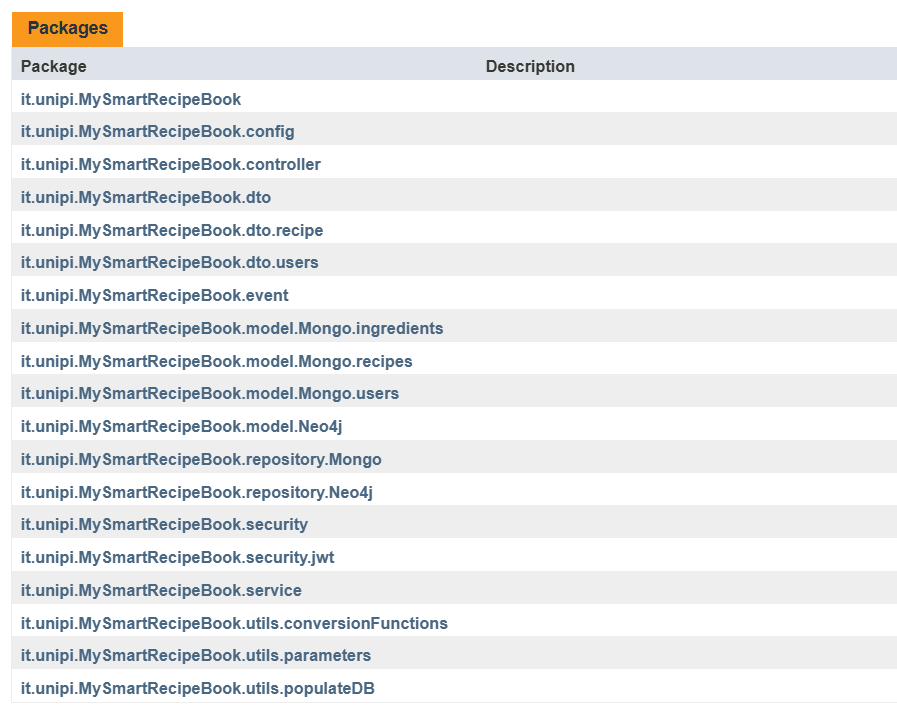 Packages
Package Description
it.unipi.MySmartRecipeBook
it.unipi.MySmartRecipeBook.config
it.unipi.MySmartRecipeBook.controller
it.unipi.MySmartRecipeBook.dto
it.unipi.MySmartRecipeBook.dto.recipe
it.unipi.MySmartRecipeBook.dto.users
it.unipi.MySmartRecipeBook.event
it.unipi.MySmartRecipeBook.model.Mongo.ingredients
it.unipi.MySmartRecipeBook.model.Mongo.recipes
it.unipi.MySmartRecipeBook.model.Mongo.users
it.unipi.MySmartRecipeBook.model.Neo4j
it.unipi.MySmartRecipeBook.repository.Mongo
it.unipi.MySmartRecipeBook.repository.Neo4j
it.unipi.MySmartRecipeBook.security
it.unipi.MySmartRecipeBook.security.jwt
it.unipi.MySmartRecipeBook.service
it.unipi.MySmartRecipeBook.utils.conversionFunctions
it.unipi.MySmartRecipeBook.utils.parameters
it.unipi.MySmartRecipeBook.utils.populateDB